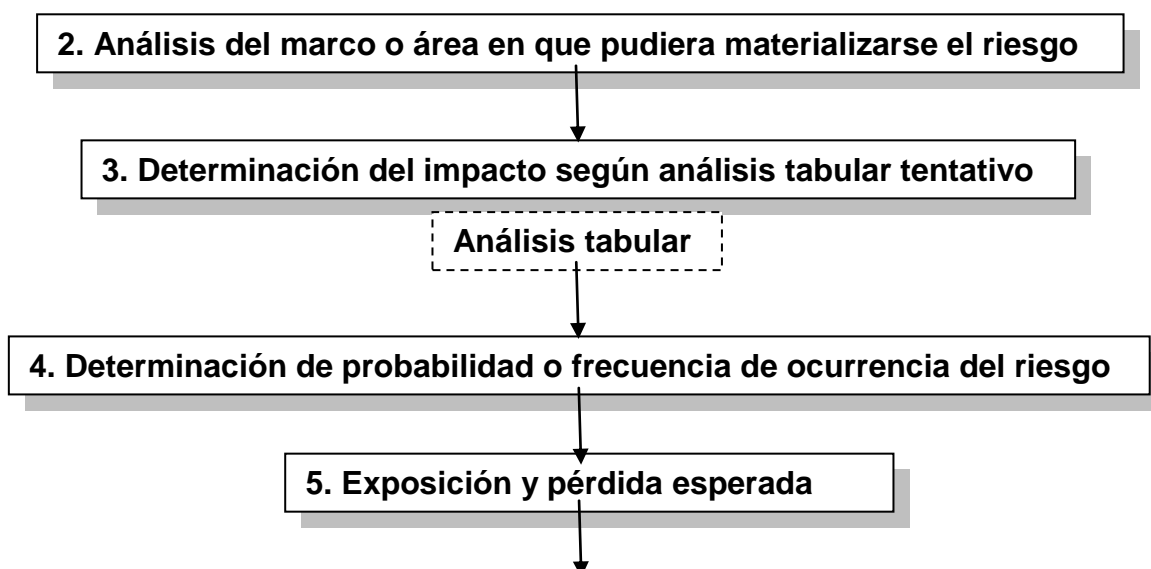 2. Análisis del marco o área en que pudiera materializarse el riesgo
3. Determinación del impacto según análisis tabular tentativo
Análisis tabular
4. Determinación de probabilidad o frecuencia de ocurrencia del riesgo
5. Exposición y pérdida esperada